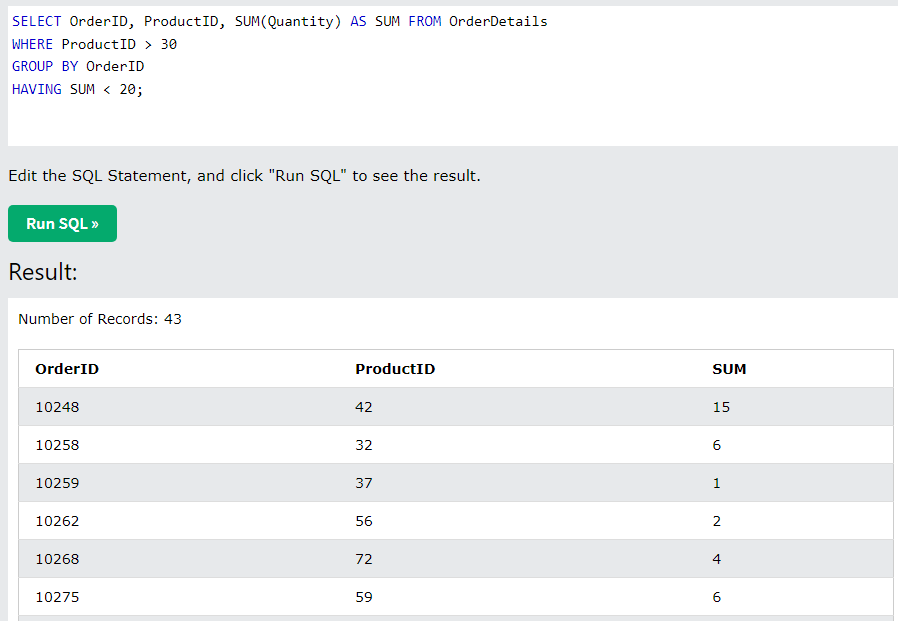 SELECT OrderID, ProductID, SUM(Quantity) AS SUM FROM OrderDetails
WHERE ProductID > 30
GROUP BY OrderID
HAVING SUM < 20;
Edit the SQL Statement, and click "Run SQL" to see the result.
Run SQL »
Result:
Number of Records: 43
OrderID ProductID SUM
10248 42 15
10258 32 6
10259 37 1
10262 56 2
10268 72 4
10275 59 6